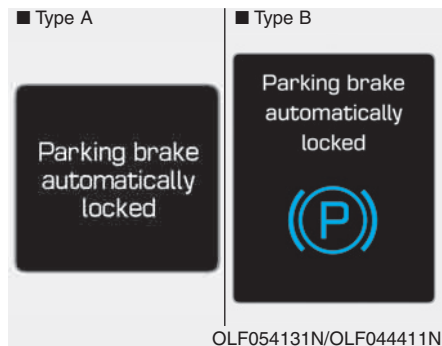 ■ Type A
Parking brake
automatically
locked
■ Type B
Parking brake
automatically
locked
P
OLF054131N/OLF044411N